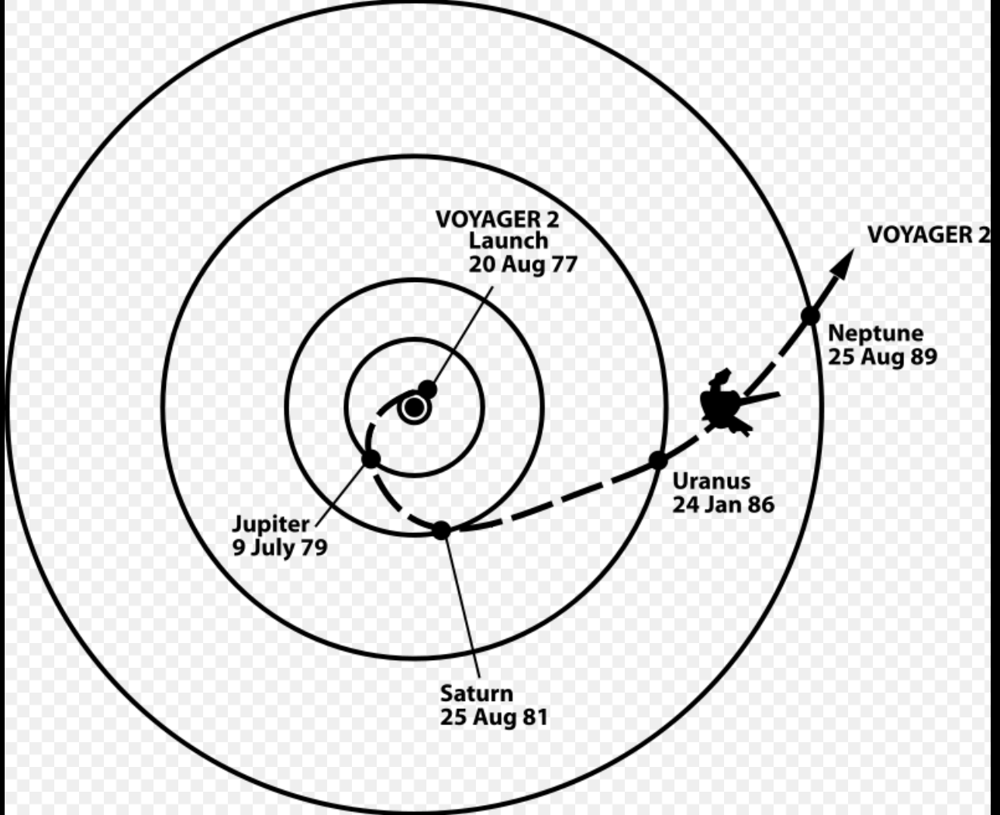 VOYAGER 2
Launch
20 Aug 77
VOYAGER 2
Neptune
25 Aug 89
Uranus
24 Jan 86
Jupiter
9 July 79
Saturn
25 Aug 81